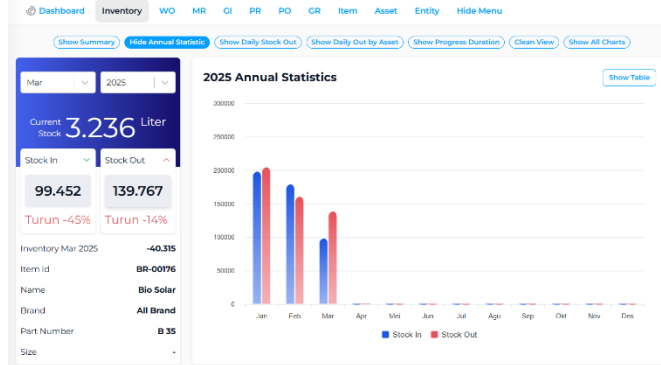 Dashboard Inventory WO MR GI PR PO GR Item Asset Entity Hide Menu
Show Summary Hide Annual Statistic Show Daily Stock Out Show Daily Out by Asset Show Progress Duration Clean View Show All Charts
Mar 2025
Current Stock 3.236 Liter
Stock In Stock Out
99.452 139.767
Turun -45% Turun -14%
Inventory Mar 2025 -40.315
Item Id BR-00176
Name Bio Solar
Brand All Brand
Part Number B 35
Size -
2025 Annual Statistics Show Table
300000
250000
200000
150000
100000
50000
0
Jan Feb Mar Apr Mei Jun Jul Agu Sep Okt Nov Des
Stock In Stock Out